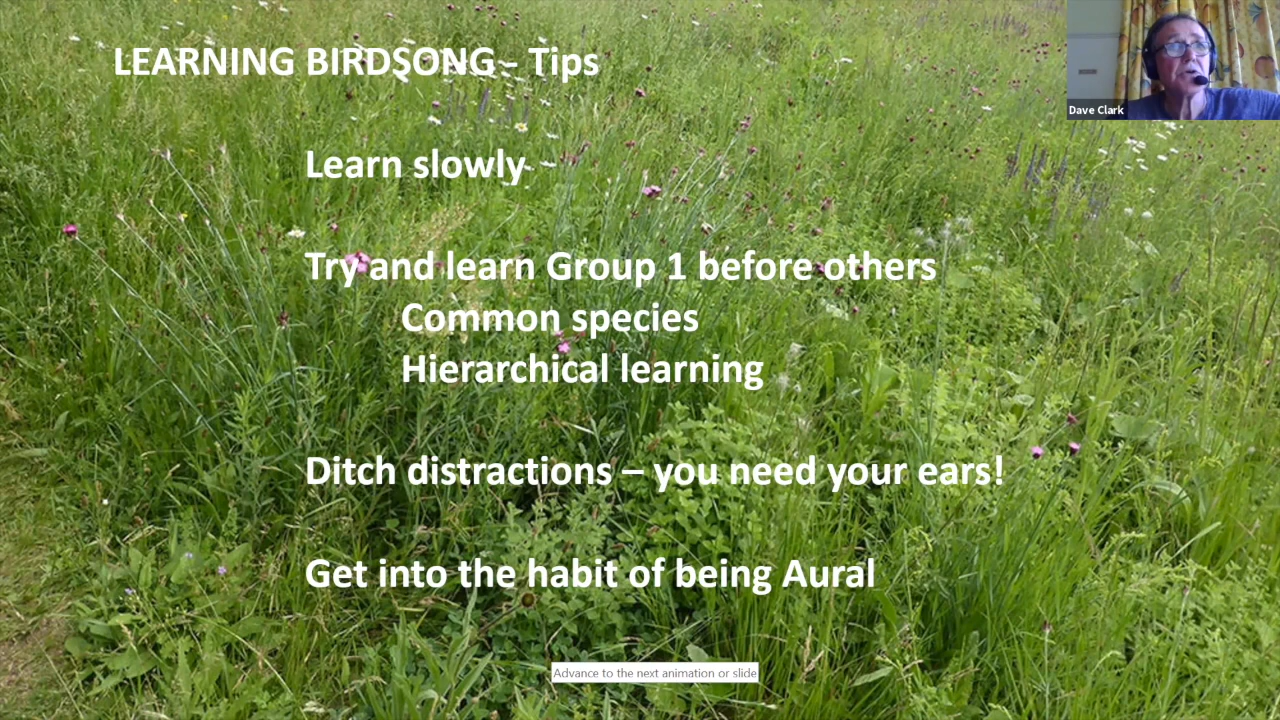 LEARNING BIRDSONG – Tips
Dave Clark
Learn slowly
Try and learn Group 1 before others
Common species
Hierarchical learning
Ditch distractions – you need your ears!
Get into the habit of being Aural
Advance to the next animation or slide